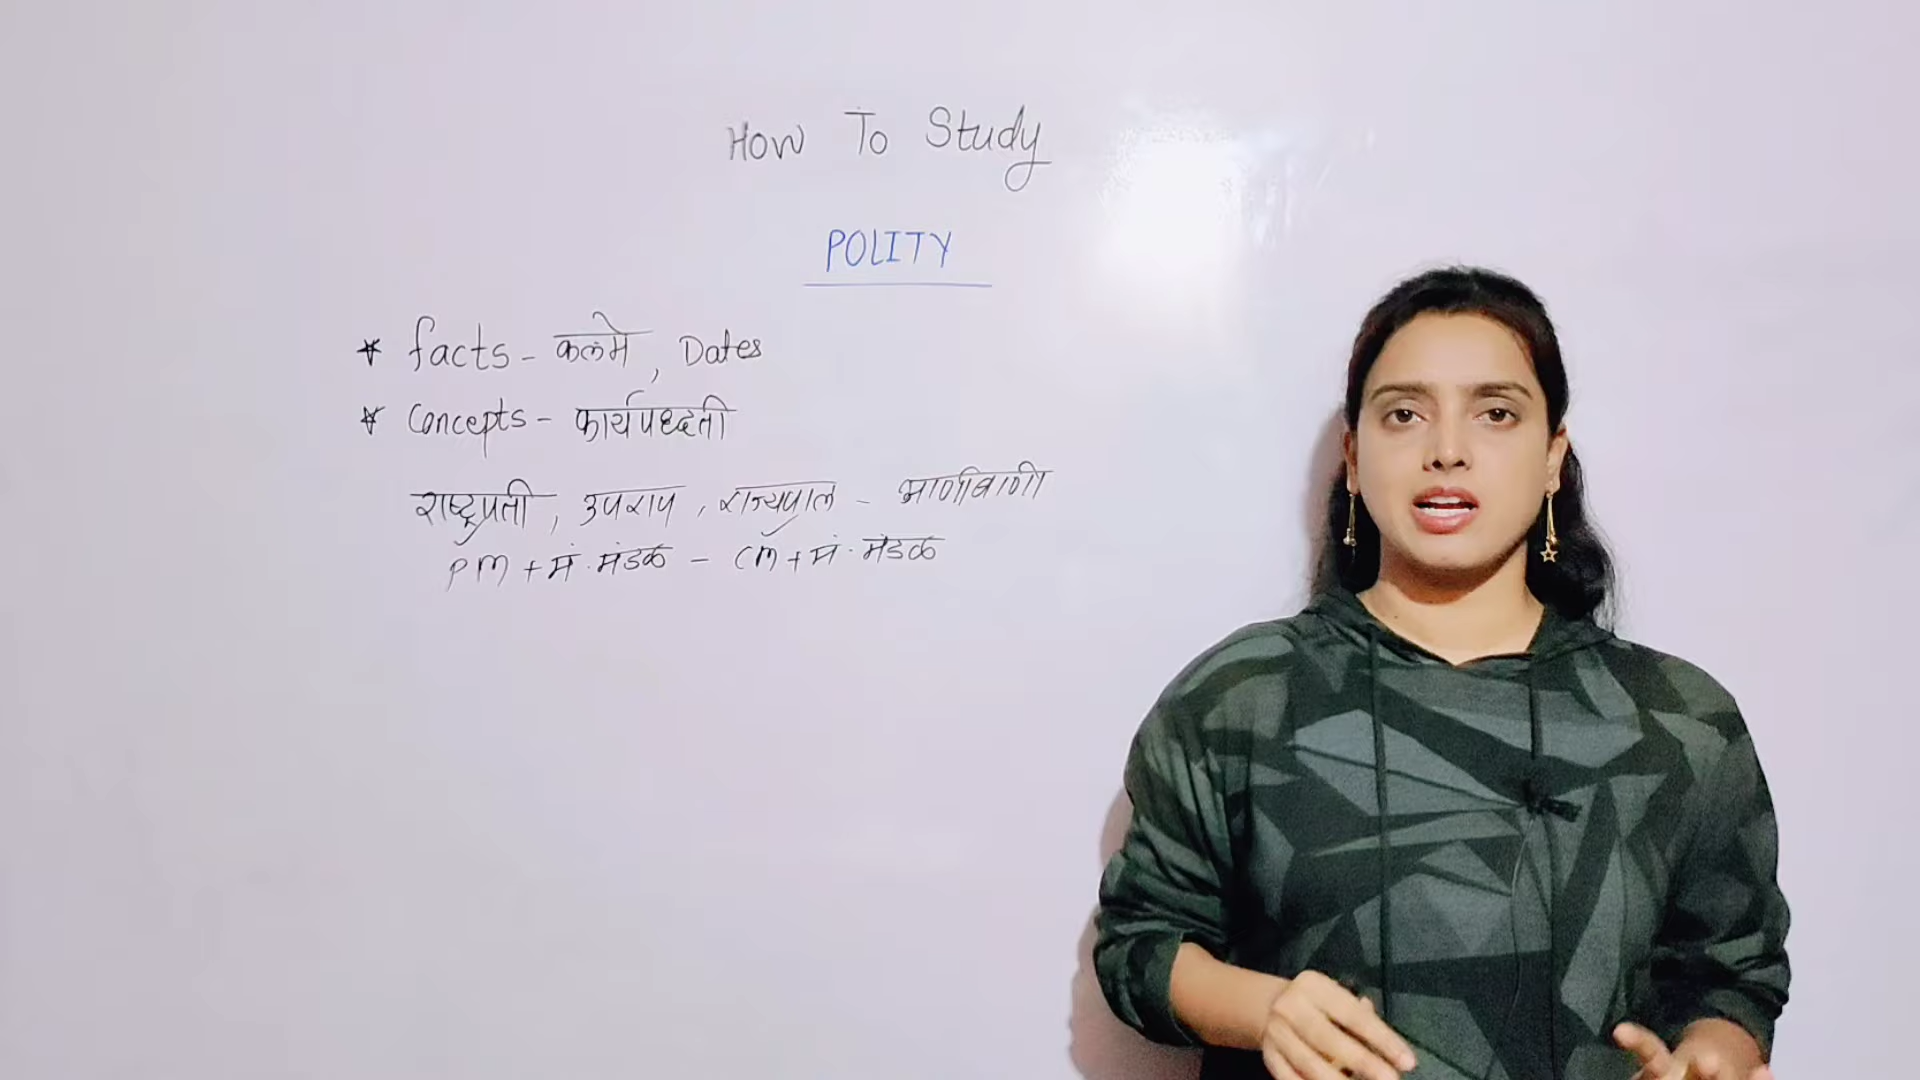 How To Study
POLITY
* facts - कलमे, Dates
* Concepts - कार्यपध्दती
राष्ट्रपती, उपराप, राज्यपाल - आणीबाणी
PM + मं. मंडळ - CM + मं. मंडळ